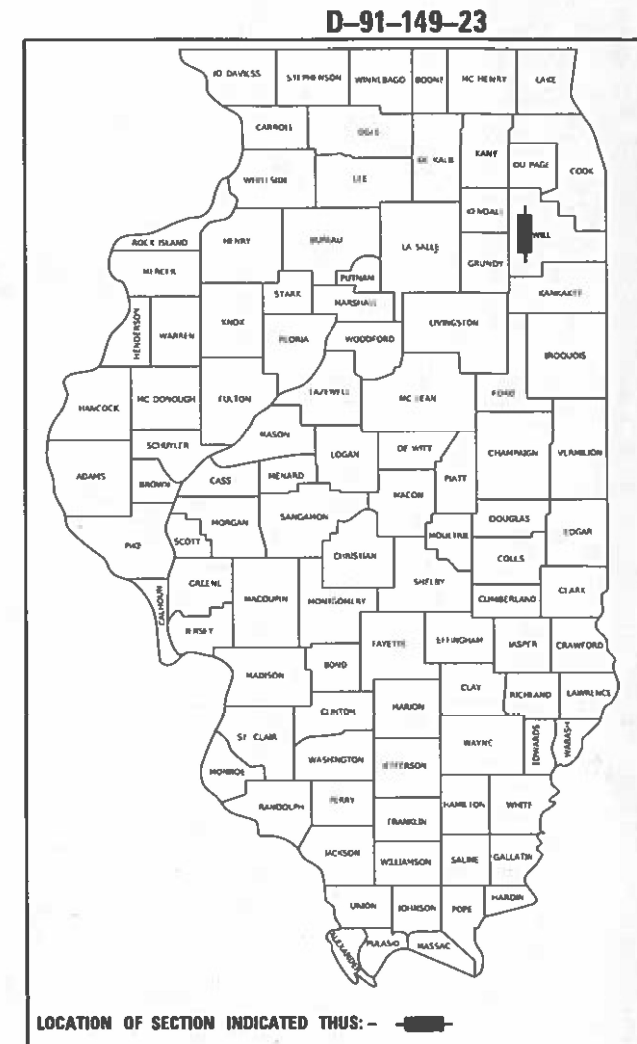 D-91-149-23
JO DAVIESS STEPHENSON WINNEBAGO BOONE MC HENRY LAKE
CARROLL OGLE DE KALB KANE DU PAGE COOK
WHITESIDE LEE
KENDALL WILL
ROCK ISLAND HENRY BUREAU LA SALLE GRUNDY
MERCER PUTNAM
STARK MARSHALL KANKAKEE
HENDERSON WARREN KNOX PEORIA WOODFORD LIVINGSTON IROQUOIS
HANCOCK MC DONOUGH FULTON TAZEWELL MC LEAN FORD
SCHUYLER MASON LOGAN DE WITT CHAMPAIGN VERMILION
ADAMS BROWN CASS MENARD PIATT
MORGAN SANGAMON MACON DOUGLAS
PIKE SCOTT CHRISTIAN MOULTRIE EDGAR
COLES
GREENE MACOUPIN MONTGOMERY SHELBY CUMBERLAND CLARK
CALHOUN JERSEY FAYETTE EFFINGHAM JASPER CRAWFORD
MADISON BOND
CLAY RICHLAND LAWRENCE
CLINTON MARION
ST. CLAIR WAYNE EDWARDS WABASH
WASHINGTON JEFFERSON
MONROE
RANDOLPH PERRY HAMILTON WHITE
FRANKLIN
JACKSON WILLIAMSON SALINE GALLATIN
UNION JOHNSON POPE HARDIN
ALEXANDER PULASKI MASSAC
LOCATION OF SECTION INDICATED THUS: -